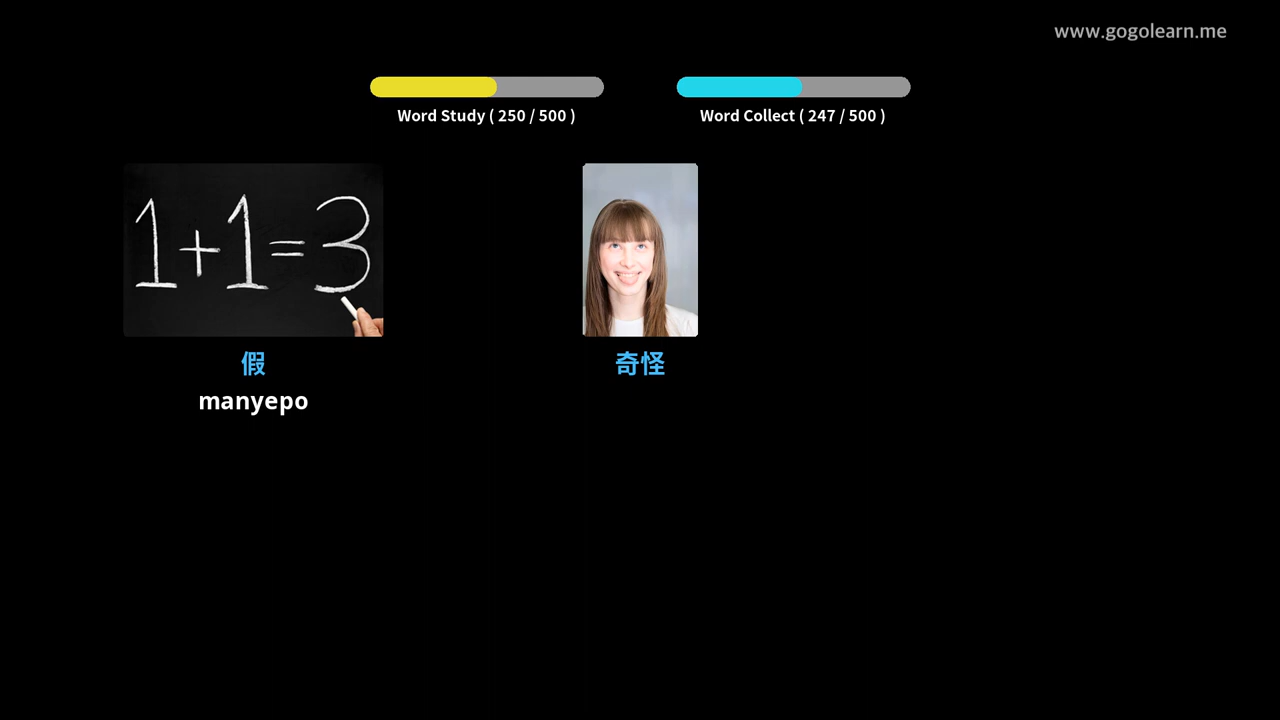 www.gogolearn.me
Word Study ( 250 / 500 )
Word Collect ( 247 / 500 )
1+1=3
假
奇怪
manyepo